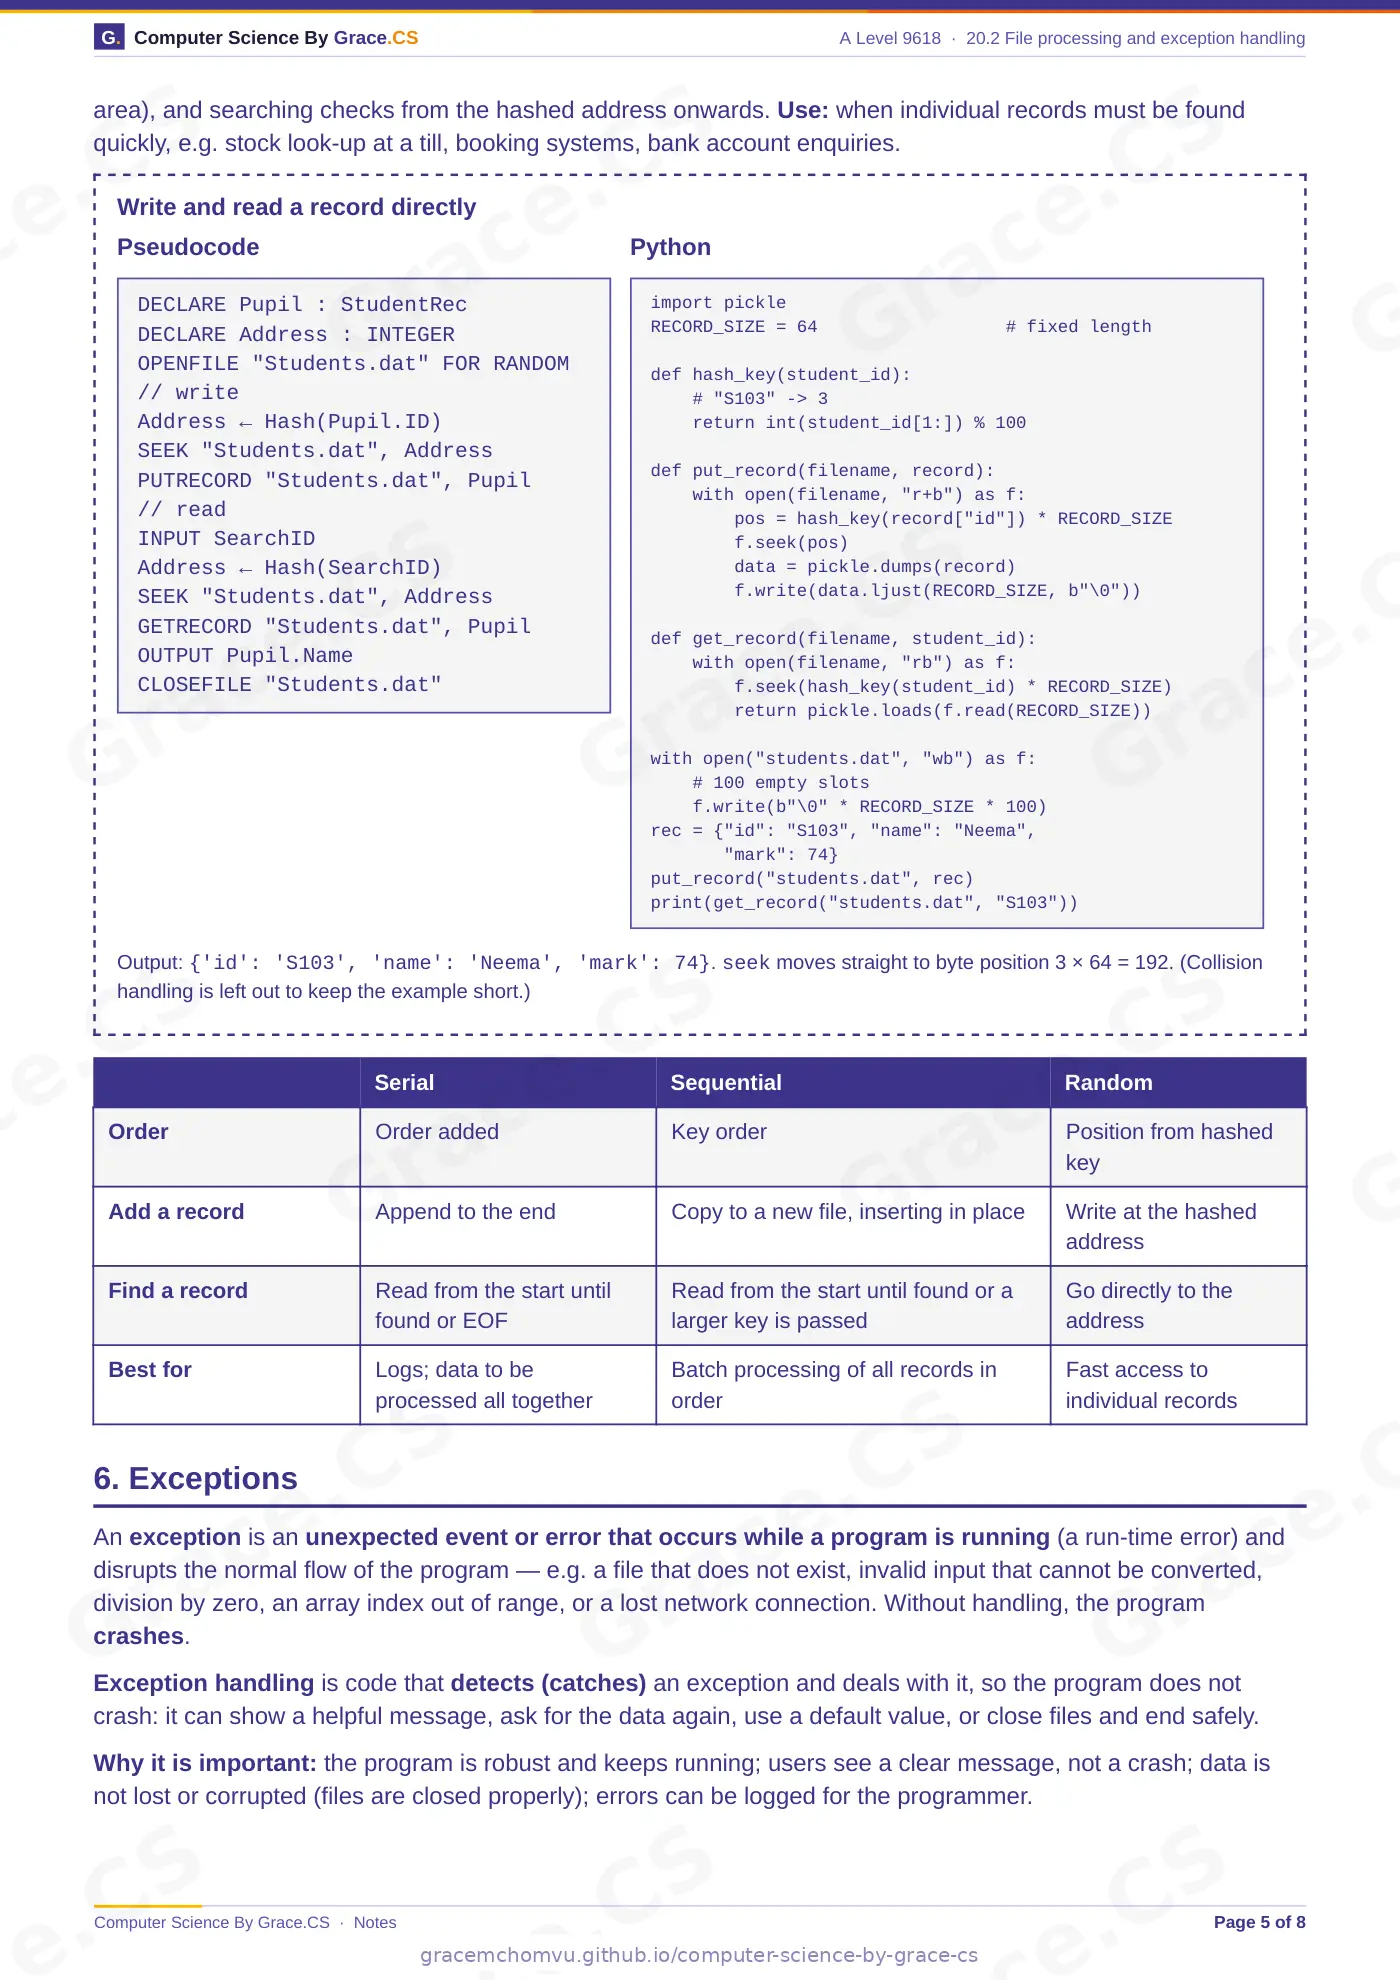 G. Computer Science By Grace.CS
A Level 9618 · 20.2 File processing and exception handling
area), and searching checks from the hashed address onwards. Use: when individual records must be found
quickly, e.g. stock look-up at a till, booking systems, bank account enquiries.
Write and read a record directly
Pseudocode
DECLARE Pupil : StudentRec
DECLARE Address : INTEGER
OPENFILE "Students.dat" FOR RANDOM
// write
Address ← Hash(Pupil.ID)
SEEK "Students.dat", Address
PUTRECORD "Students.dat", Pupil
// read
INPUT SearchID
Address ← Hash(SearchID)
SEEK "Students.dat", Address
GETRECORD "Students.dat", Pupil
OUTPUT Pupil.Name
CLOSEFILE "Students.dat"
Python
import pickle
RECORD_SIZE = 64                  # fixed length
def hash_key(student_id):
    # "S103" -> 3
    return int(student_id[1:]) % 100
def put_record(filename, record):
    with open(filename, "r+b") as f:
        pos = hash_key(record["id"]) * RECORD_SIZE
        f.seek(pos)
        data = pickle.dumps(record)
        f.write(data.ljust(RECORD_SIZE, b"\0"))
def get_record(filename, student_id):
    with open(filename, "rb") as f:
        f.seek(hash_key(student_id) * RECORD_SIZE)
        return pickle.loads(f.read(RECORD_SIZE))
with open("students.dat", "wb") as f:
    # 100 empty slots
    f.write(b"\0" * RECORD_SIZE * 100)
rec = {"id": "S103", "name": "Neema",
       "mark": 74}
put_record("students.dat", rec)
print(get_record("students.dat", "S103"))
Output: {'id': 'S103', 'name': 'Neema', 'mark': 74}. seek moves straight to byte position 3 × 64 = 192. (Collision
handling is left out to keep the example short.)
Serial Sequential Random
Order
Order added
Key order
Position from hashed
key
Add a record
Append to the end
Copy to a new file, inserting in place
Write at the hashed
address
Find a record
Read from the start until
found or EOF
Read from the start until found or a
larger key is passed
Go directly to the
address
Best for
Logs; data to be
processed all together
Batch processing of all records in
order
Fast access to
individual records
6. Exceptions
An exception is an unexpected event or error that occurs while a program is running (a run-time error) and
disrupts the normal flow of the program — e.g. a file that does not exist, invalid input that cannot be converted,
division by zero, an array index out of range, or a lost network connection. Without handling, the program
crashes.
Exception handling is code that detects (catches) an exception and deals with it, so the program does not
crash: it can show a helpful message, ask for the data again, use a default value, or close files and end safely.
Why it is important: the program is robust and keeps running; users see a clear message, not a crash; data is
not lost or corrupted (files are closed properly); errors can be logged for the programmer.
Computer Science By Grace.CS · Notes
Page 5 of 8
gracemchomvu.github.io/computer-science-by-grace-cs